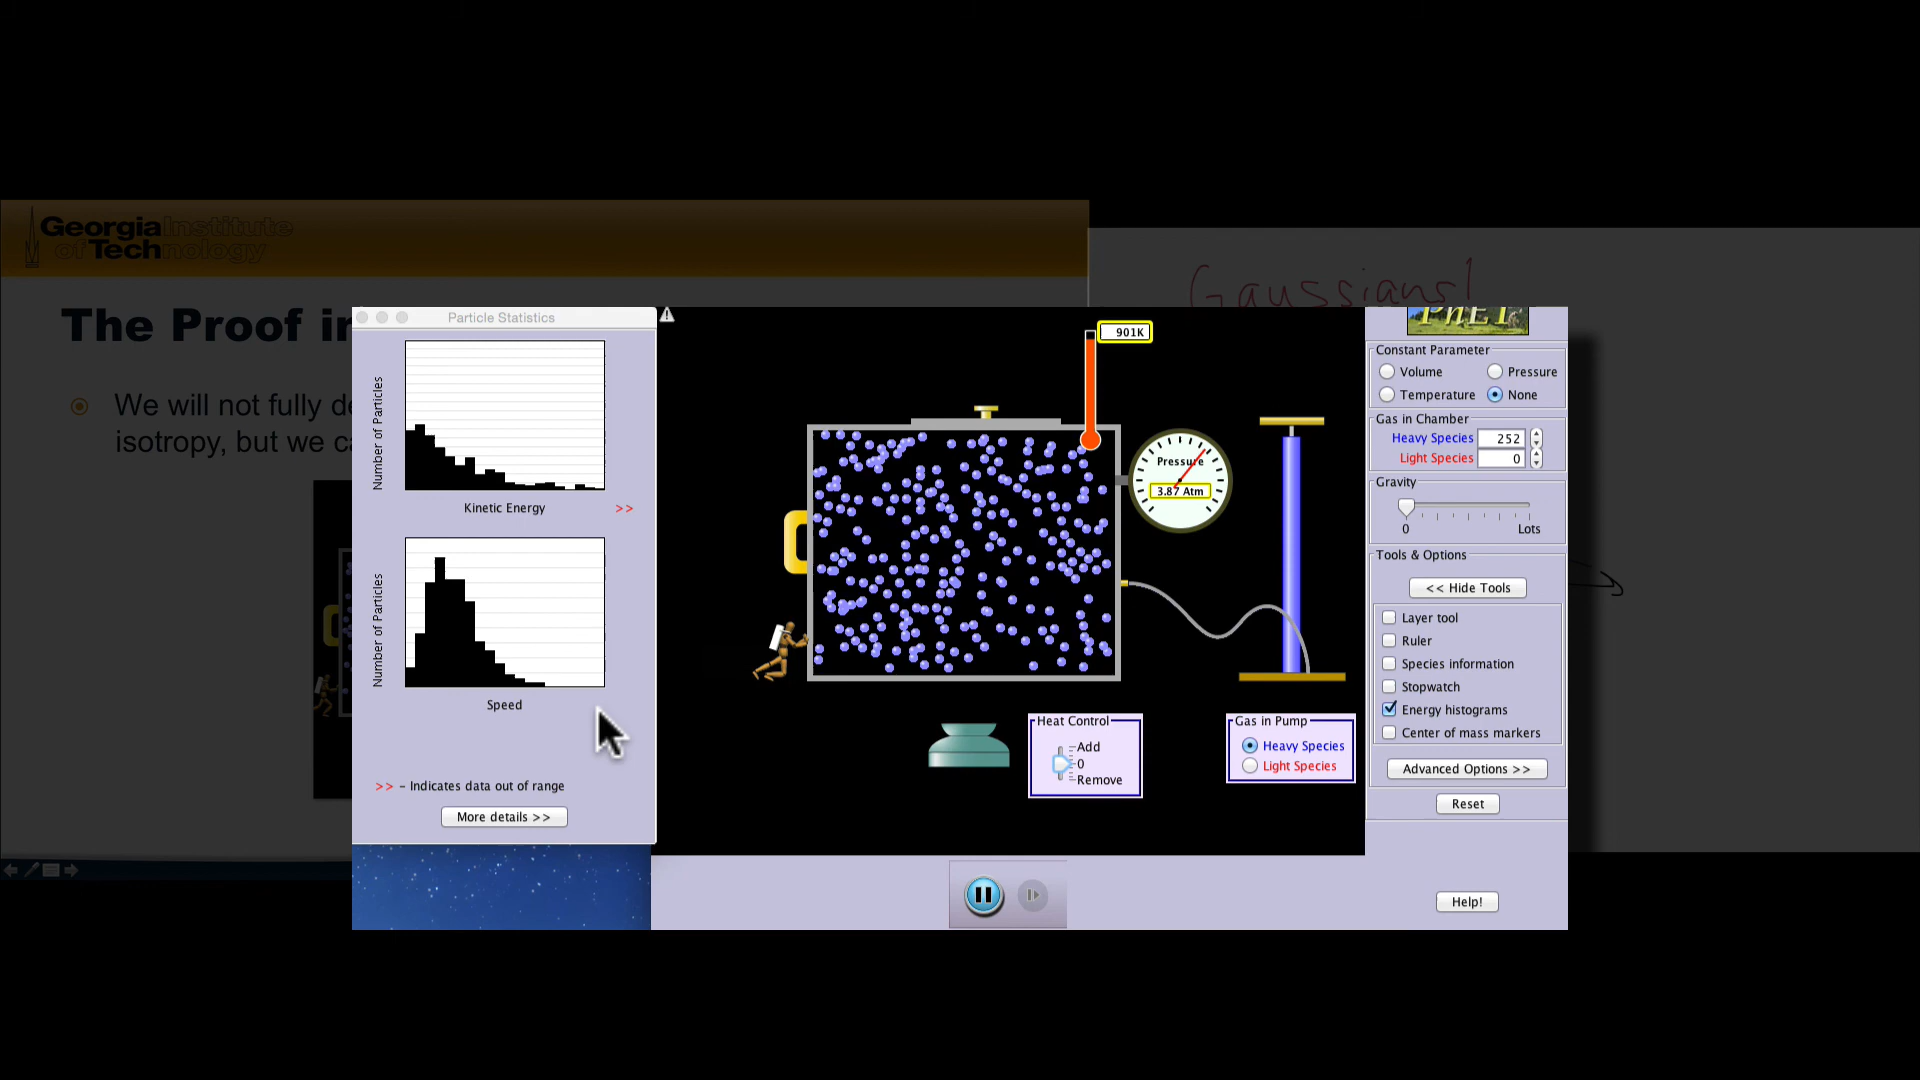 Georgia Institute
of Technology
Gaussians!
The Proof in
We will not fully de
isotropy, but we ca
Particle Statistics
Number of Particles
Kinetic Energy
>>
Number of Particles
Speed
>> - Indicates data out of range
More details >>
901K
Pressure
3.87 Atm
Heat Control
Add
0
Remove
Gas in Pump
Heavy Species
Light Species
PhET
Constant Parameter
Volume
Pressure
Temperature
None
Gas in Chamber
Heavy Species 252
Light Species 0
Gravity
0 Lots
Tools & Options
<< Hide Tools
Layer tool
Ruler
Species information
Stopwatch
Energy histograms
Center of mass markers
Advanced Options >>
Reset
Help!